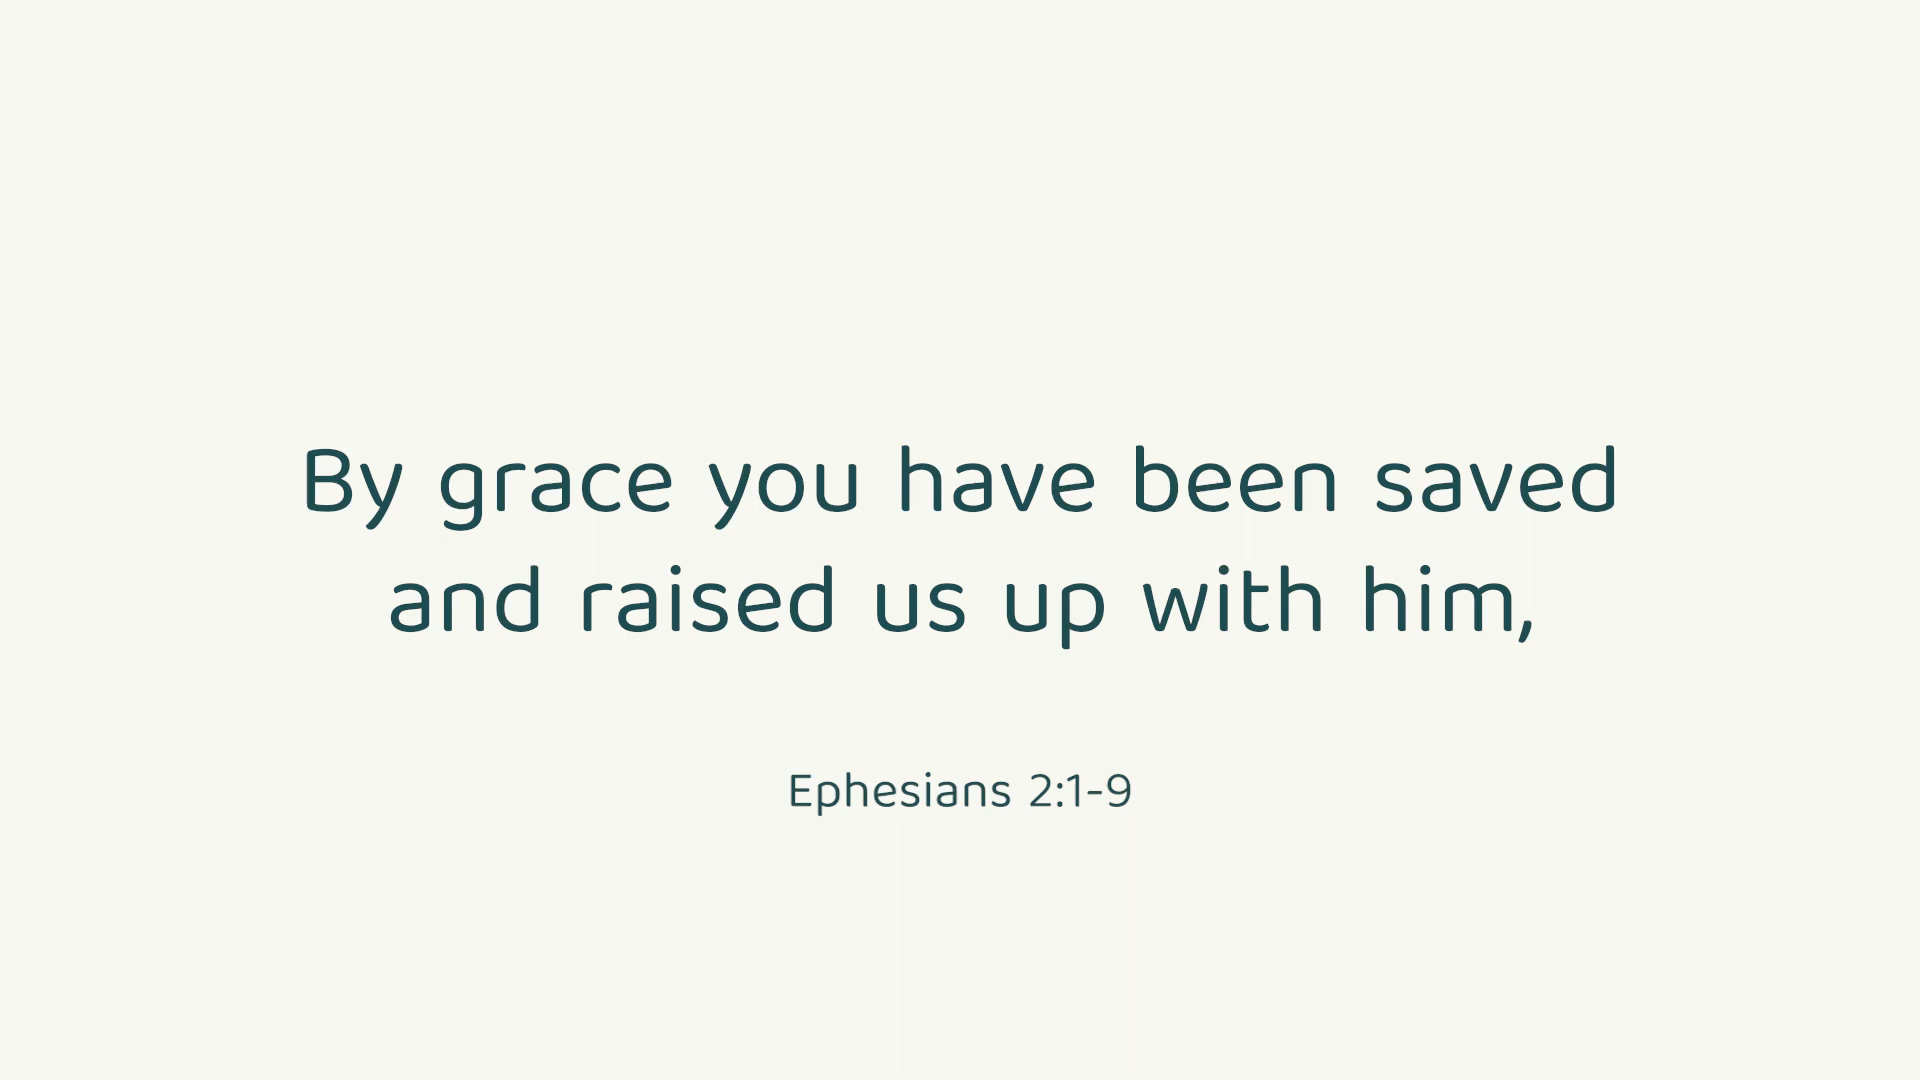 By grace you have been saved
and raised us up with him,
Ephesians 2:1-9